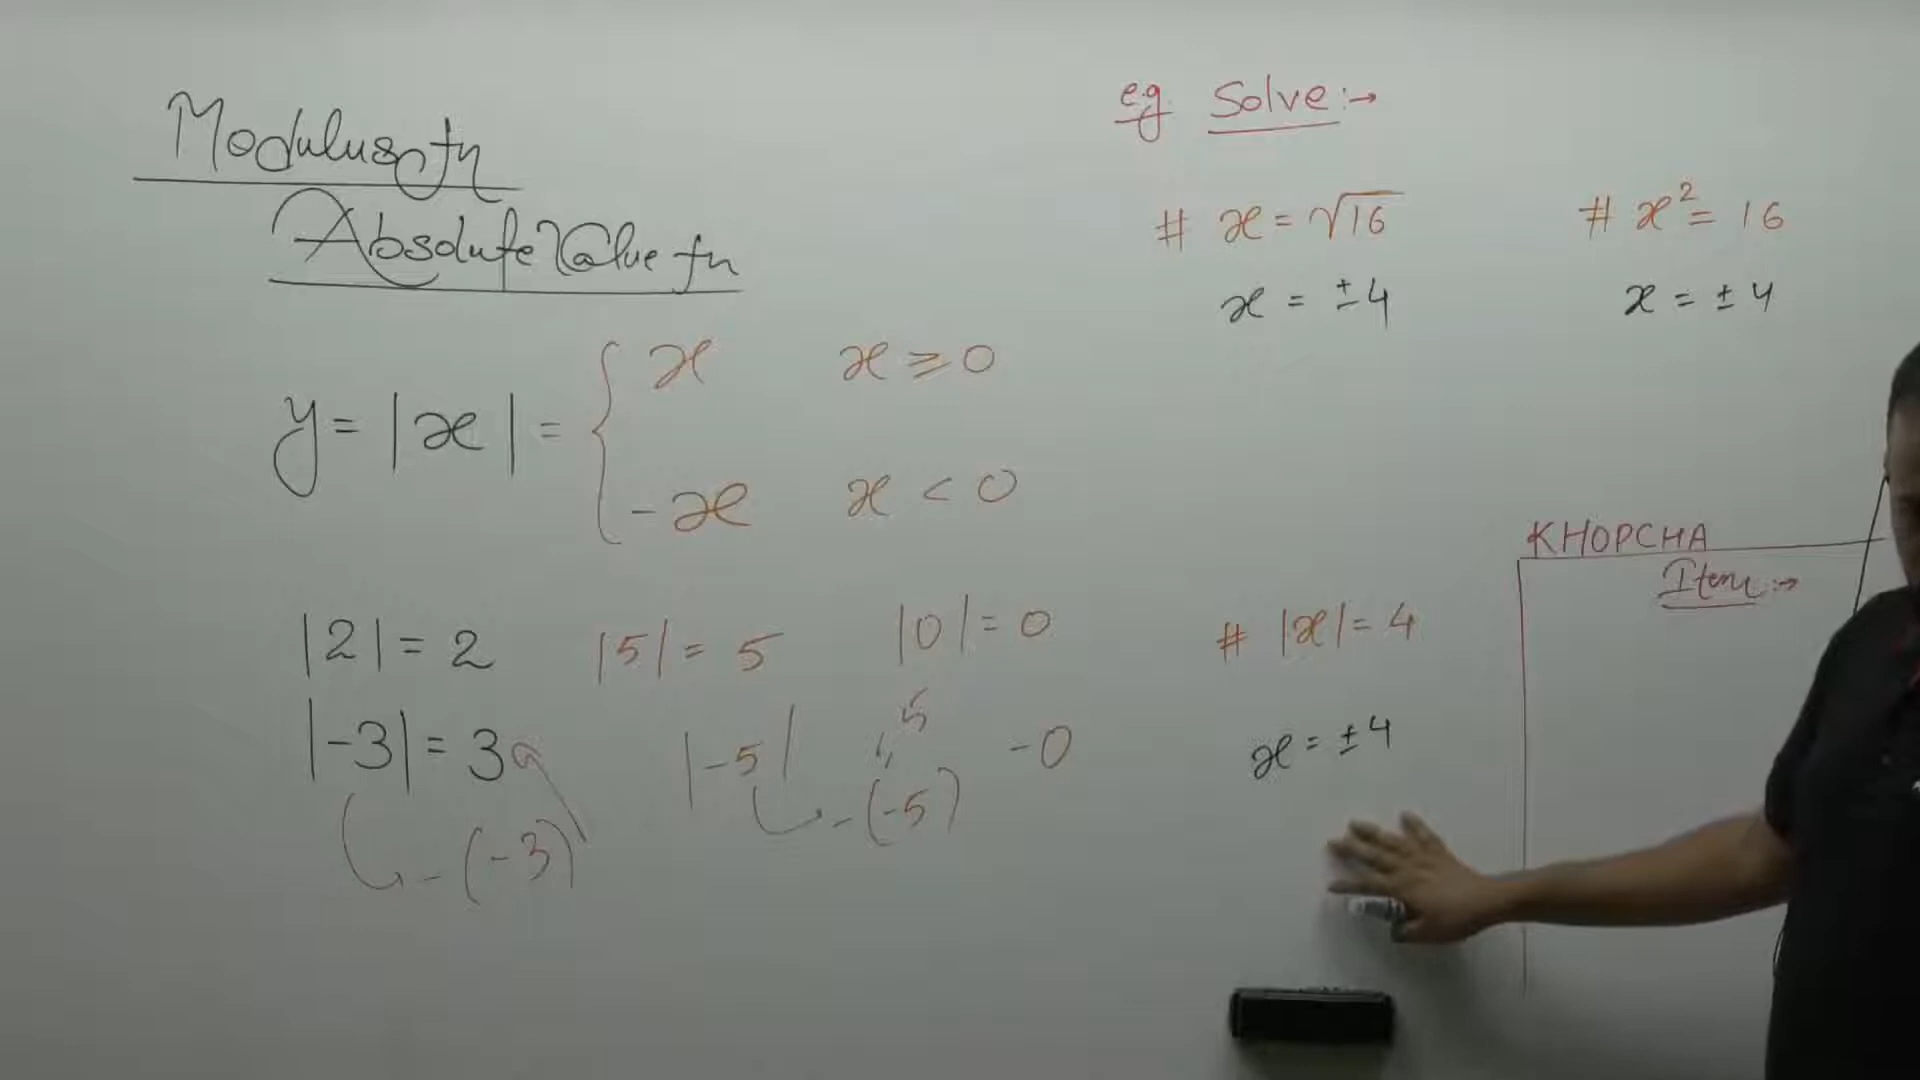 Modulus fn
Absolute Value fn
y = |x| = { x x ≥ 0
-x x < 0
|2| = 2 |5| = 5 |0| = 0
|-3| = 3 |-5| 5 -0
-(-3) -(-5)
e.g. Solve :→
# x = √16 # x² = 16
x = ±4 x = ±4
# |x| = 4
x = ±4
KHOPCHA
Item :→